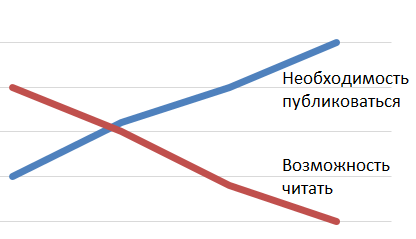 Необходимость
публиковаться
Возможность
читать